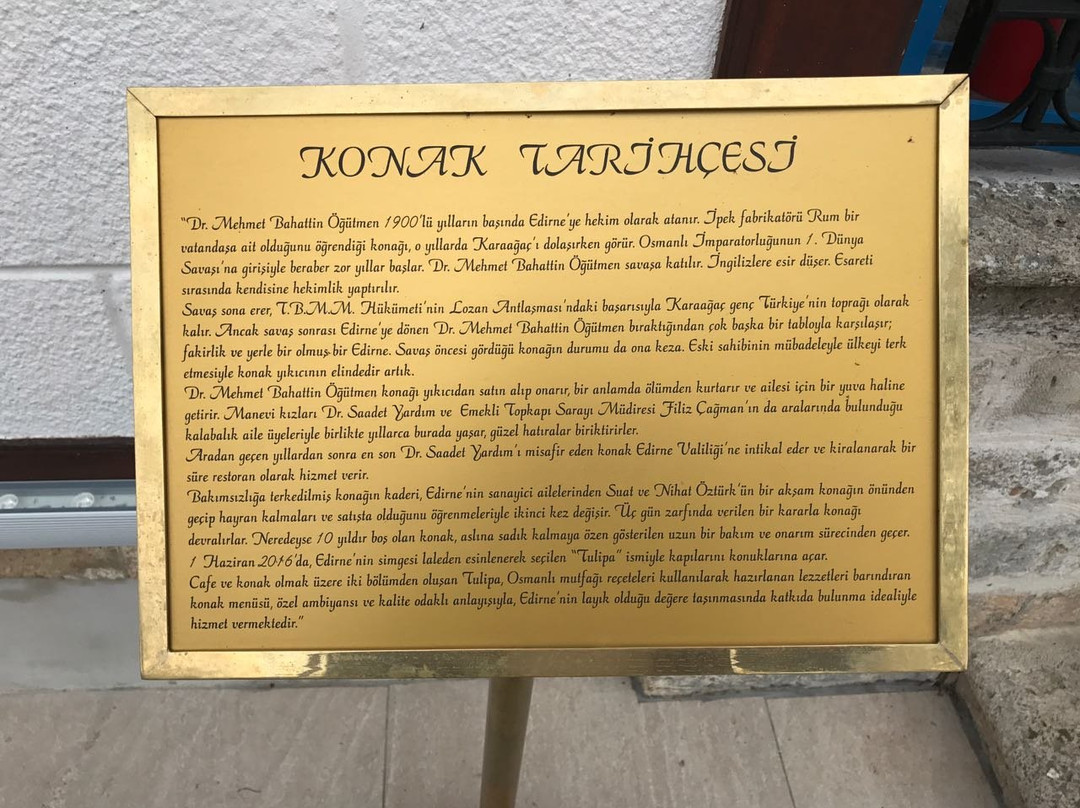 KONAK TARİHÇESİ
"Dr. Mehmet Bahattin Öğütmen 1900'lü yılların başında Edirne'ye hekim olarak atanır. İpek fabrikatörü Rum bir
vatandaşa ait olduğunu öğrendiği konağı, o yıllarda Karaağaç'ı dolaşırken görür. Osmanlı İmparatorluğunun 1. Dünya
Savaşı'na girişiyle beraber zor yıllar başlar. Dr. Mehmet Bahattin Öğütmen savaşa katılır. İngilizlere esir düşer. Esareti
sırasında kendisine hekimlik yaptırılır.
Savaş sona erer, T.B.M.M. Hükümeti'nin Lozan Antlaşması'ndaki başarısıyla Karaağaç genç Türkiye'nin toprağı olarak
kalır. Ancak savaş sonrası Edirne'ye dönen Dr. Mehmet Bahattin Öğütmen bıraktığından çok başka bir tabloyla karşılaşır;
fakirlik ve yerle bir olmuş bir Edirne. Savaş öncesi gördüğü konağın durumu da ona keza. Eski sahibinin mübadeleyle ülkeyi terk
etmesiyle konak yıkıcının elindedir artık.
Dr. Mehmet Bahattin Öğütmen konağı yıkıcıdan satın alıp onarır, bir anlamda ölümden kurtarır ve ailesi için bir yuva haline
getirir. Manevi kızları Dr. Saadet Yardım ve Emekli Topkapı Sarayı Müdiresi Filiz Çağman'ın da aralarında bulunduğu
kalabalık aile üyeleriyle birlikte yıllarca burada yaşar, güzel hatıralar biriktirirler.
Aradan geçen yıllardan sonra en son Dr. Saadet Yardım'ı misafir eden konak Edirne Valiliği'ne intikal eder ve kiralanarak bir
süre restoran olarak hizmet verir.
Bakımsızlığa terkedilmiş konağın kaderi, Edirne'nin sanayici ailelerinden Suat ve Nihat Öztürk'ün bir akşam konağın önünden
geçip hayran kalmaları ve satışta olduğunu öğrenmeleriyle ikinci kez değişir. Üç gün zarfında verilen bir kararla konağı
devralırlar. Neredeyse 10 yıldır boş olan konak, aslına sadık kalmaya özen gösterilen uzun bir bakım ve onarım sürecinden geçer.
1 Haziran 2016'da, Edirne'nin simgesi laleden esinlenerek seçilen "Tulipa" ismiyle kapılarını konuklarına açar.
Cafe ve konak olmak üzere iki bölümden oluşan Tulipa, Osmanlı mutfağı reçeteleri kullanılarak hazırlanan lezzetleri barındıran
konak menüsü, özel ambiyansı ve kalite odaklı anlayışıyla, Edirne'nin layık olduğu değere taşınmasında katkıda bulunma idealiyle
hizmet vermektedir."